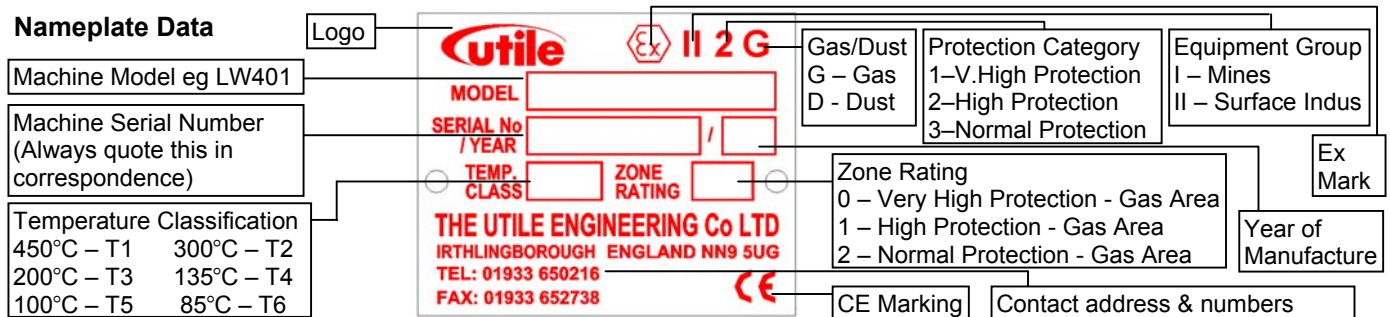 Nameplate Data
Logo
Machine Model eg LW401
Machine Serial Number
(Always quote this in
correspondence)
Temperature Classification
450°C – T1 300°C – T2
200°C – T3 135°C – T4
100°C – T5 85°C – T6
utile
Ex II 2 G
MODEL
SERIAL No
/ YEAR
/
TEMP.
CLASS
ZONE
RATING
THE UTILE ENGINEERING Co LTD
IRTHLINGBOROUGH ENGLAND NN9 5UG
TEL: 01933 650216
FAX: 01933 652738
CE
Gas/Dust
G – Gas
D - Dust
Protection Category
1–V.High Protection
2–High Protection
3–Normal Protection
Equipment Group
I – Mines
II – Surface Indus
Ex
Mark
Zone Rating
0 – Very High Protection - Gas Area
1 – High Protection - Gas Area
2 – Normal Protection - Gas Area
Year of
Manufacture
CE Marking
Contact address & numbers